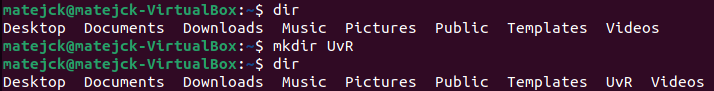 matejck@matejck-VirtualBox:~$ dir
Desktop  Documents  Downloads  Music  Pictures  Public  Templates  Videos
matejck@matejck-VirtualBox:~$ mkdir UvR
matejck@matejck-VirtualBox:~$ dir
Desktop  Documents  Downloads  Music  Pictures  Public  Templates  UvR  Videos